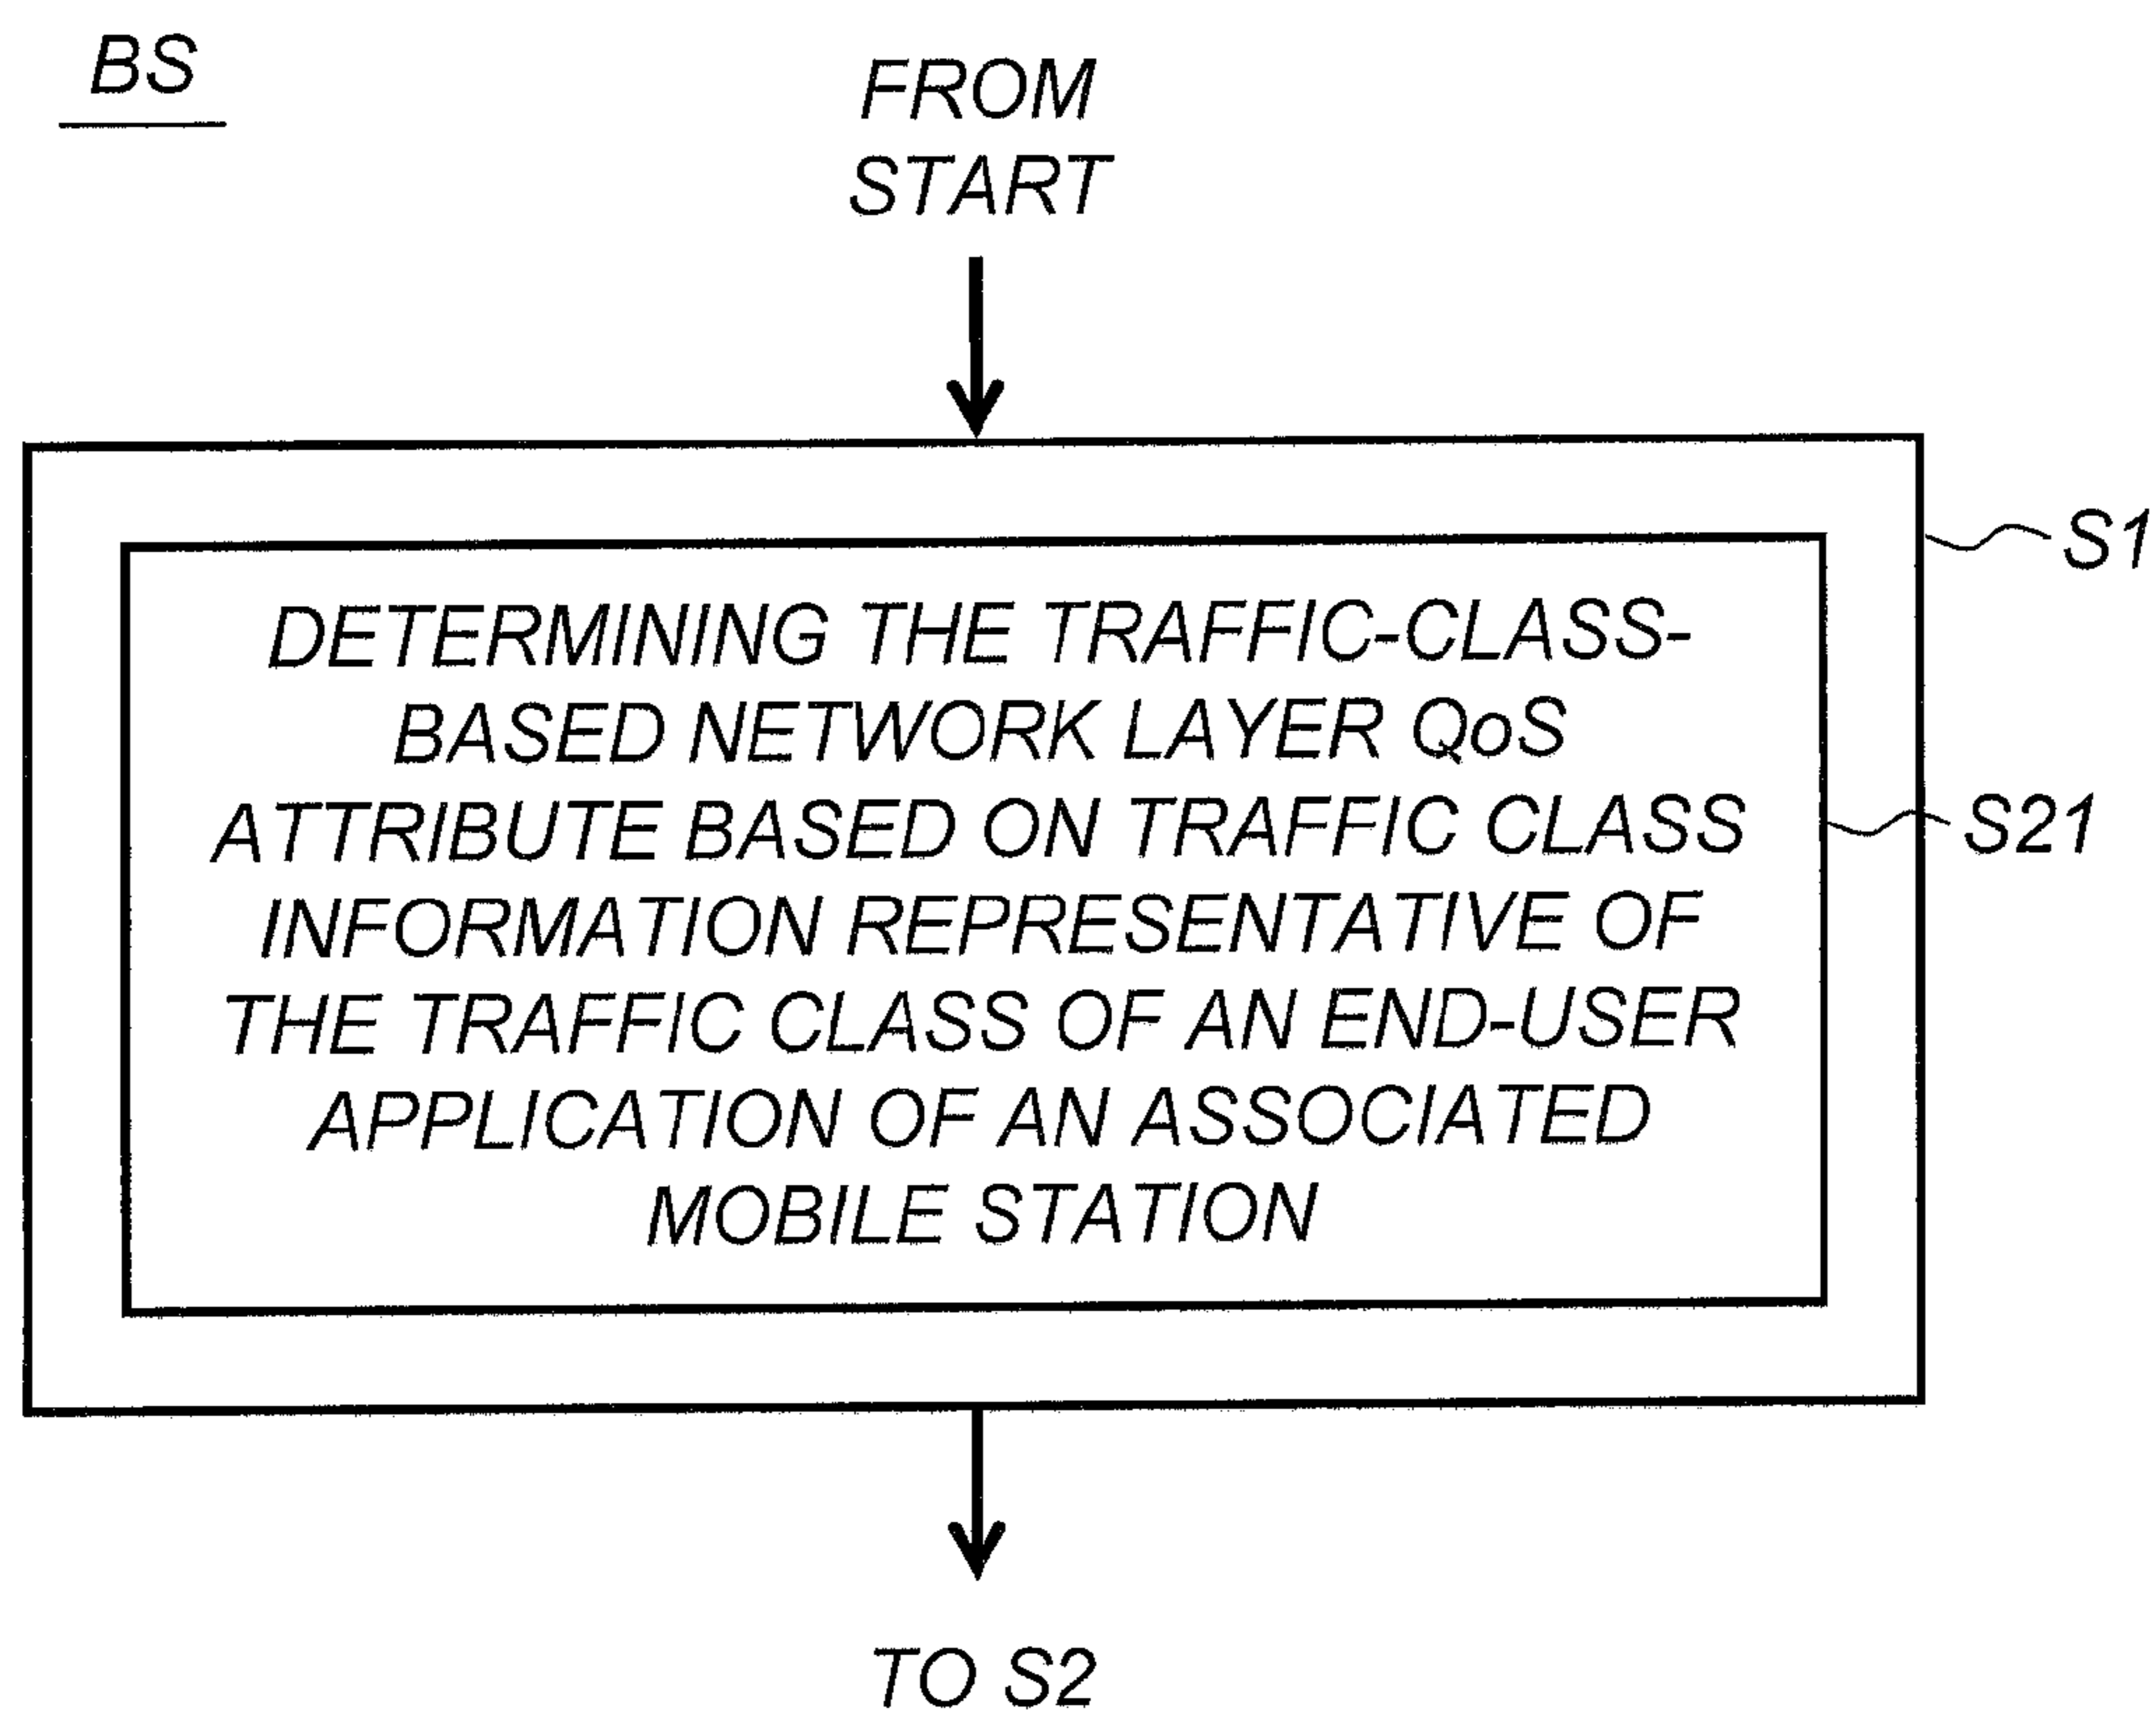 BS
FROM
START
S1
DETERMINING THE TRAFFIC-CLASS-
BASED NETWORK LAYER QoS
ATTRIBUTE BASED ON TRAFFIC CLASS
S21
INFORMATION REPRESENTATIVE OF
THE TRAFFIC CLASS OF AN END-USER
APPLICATION OF AN ASSOCIATED
MOBILE STATION
TO S2